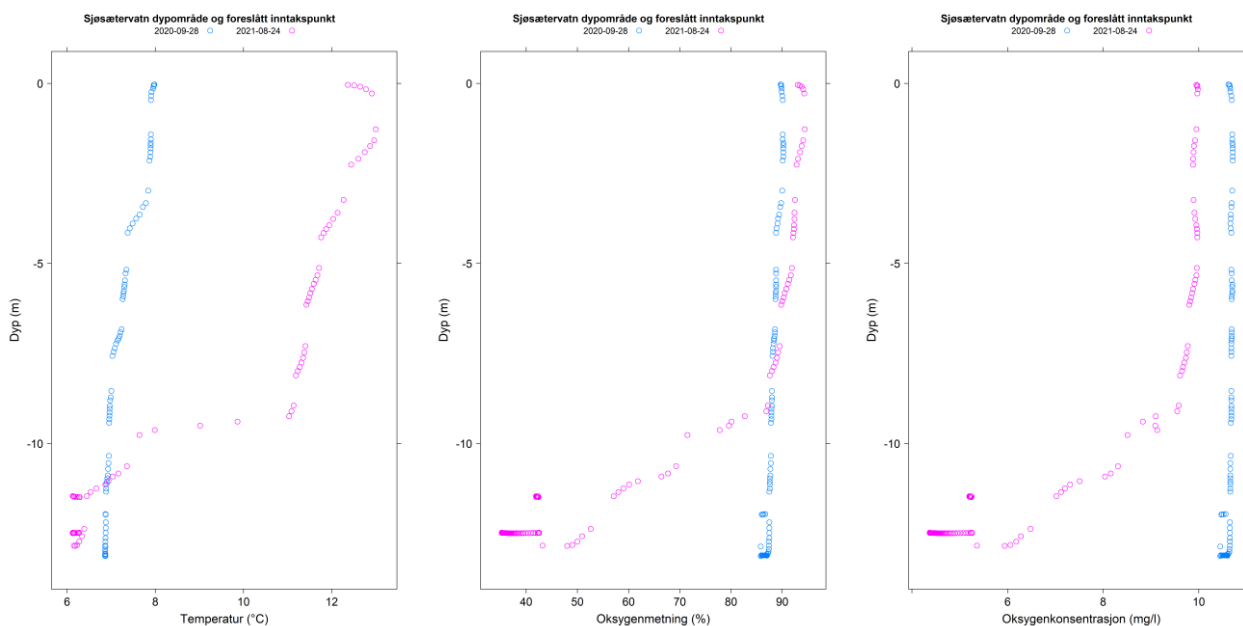 Sjøsætervatn dypområde og foreslått inntakspunkt
2020-09-28 2021-08-24
0
-5
-10
Dyp (m)
6 8 10 12
Temperatur (°C)
Sjøsætervatn dypområde og foreslått inntakspunkt
2020-09-28 2021-08-24
0
-5
-10
Dyp (m)
40 50 60 70 80 90
Oksygenmetning (%)
Sjøsætervatn dypområde og foreslått inntakspunkt
2020-09-28 2021-08-24
0
-5
-10
Dyp (m)
6 8 10
Oksygenkonsentrasjon (mg/l)